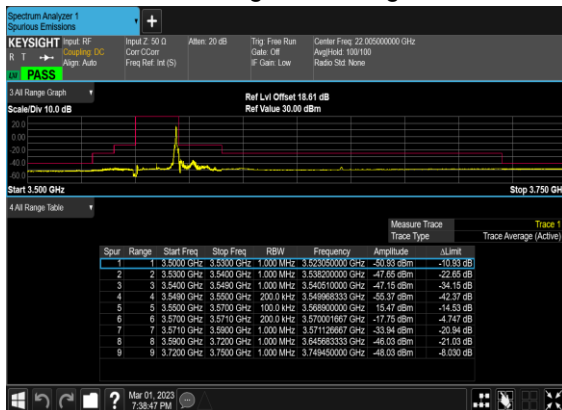 Spectrum Analyzer 1
Spurious Emissions
KEYSIGHT Input: RF Input Z: 50 Ω Atten: 20 dB Trig: Free Run Center Freq: 22.005000000 GHz
R T Coupling: DC Corr CCorr Gate: Off Avg|Hold: 100/100
Align: Auto Freq Ref: Int (S) IF Gain: Low Radio Std: None
PASS
3 All Range Graph
Ref Lvl Offset 18.61 dB
Scale/Div 10.0 dB Ref Value 30.00 dBm
20.0
0.00
-20.0
-40.0
-60.0
Start 3.500 GHz Stop 3.750 GH
4 All Range Table
Measure Trace Trace 1
Trace Type Trace Average (Active)
Spur Range Start Freq Stop Freq RBW Frequency Amplitude ΔLimit
1 1 3.5000 GHz 3.5300 GHz 1.000 MHz 3.523050000 GHz -50.93 dBm -10.93 dB
2 2 3.5300 GHz 3.5400 GHz 1.000 MHz 3.538200000 GHz -47.65 dBm -22.65 dB
3 3 3.5400 GHz 3.5490 GHz 1.000 MHz 3.540510000 GHz -47.15 dBm -34.15 dB
4 4 3.5490 GHz 3.5500 GHz 200.0 kHz 3.549968333 GHz -55.37 dBm -42.37 dB
5 5 3.5500 GHz 3.5700 GHz 100.0 kHz 3.568900000 GHz 15.47 dBm -14.53 dB
6 6 3.5700 GHz 3.5710 GHz 200.0 kHz 3.570001667 GHz -17.75 dBm -4.747 dB
7 7 3.5710 GHz 3.5900 GHz 1.000 MHz 3.571126667 GHz -33.94 dBm -20.94 dB
8 8 3.5900 GHz 3.7200 GHz 1.000 MHz 3.645683333 GHz -46.03 dBm -21.03 dB
9 9 3.7200 GHz 3.7500 GHz 1.000 MHz 3.749450000 GHz -48.03 dBm -8.030 dB
Mar 01, 2023
7:38:47 PM